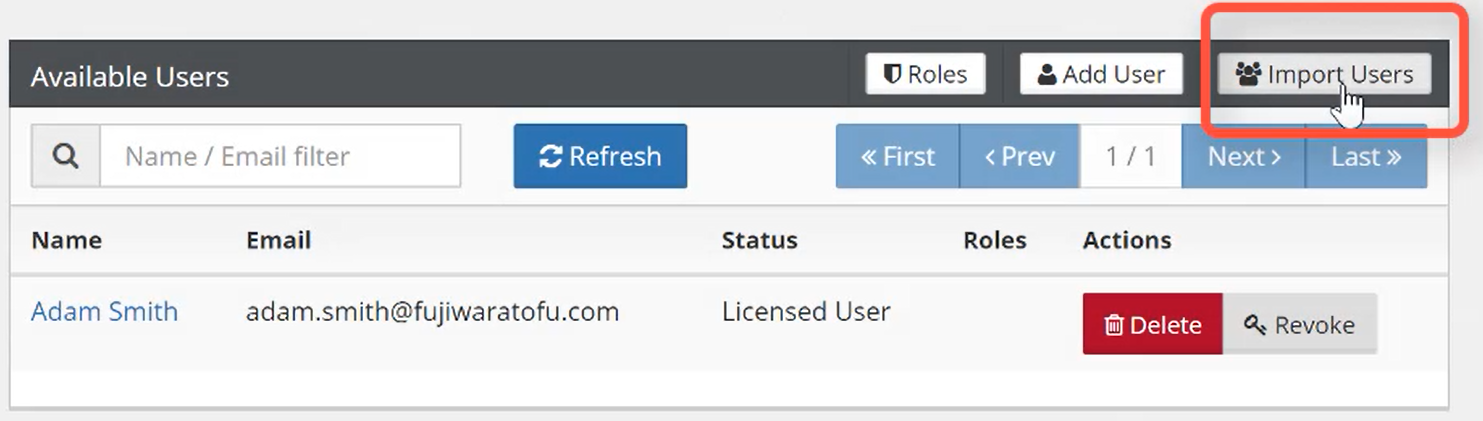 Available Users Roles Add User Import Users
Name / Email filter Refresh « First ‹ Prev 1 / 1 Next › Last »
Name Email Status Roles Actions
Adam Smith adam.smith@fujiwaratofu.com Licensed User Delete Revoke